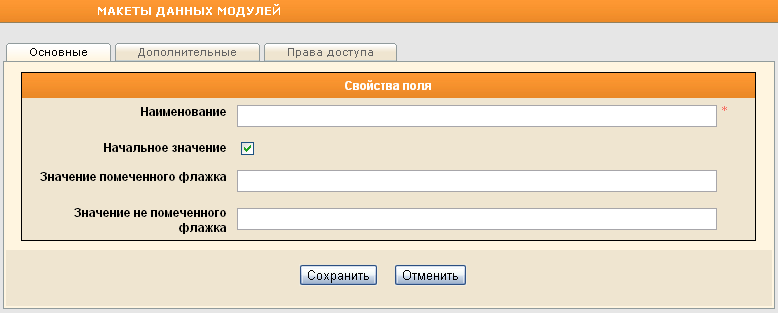 МАКЕТЫ ДАННЫХ МОДУЛЕЙ
Основные Дополнительные Права доступа
Свойства поля
Наименование *
Начальное значение
Значение помеченного флажка
Значение не помеченного
флажка
Сохранить Отменить